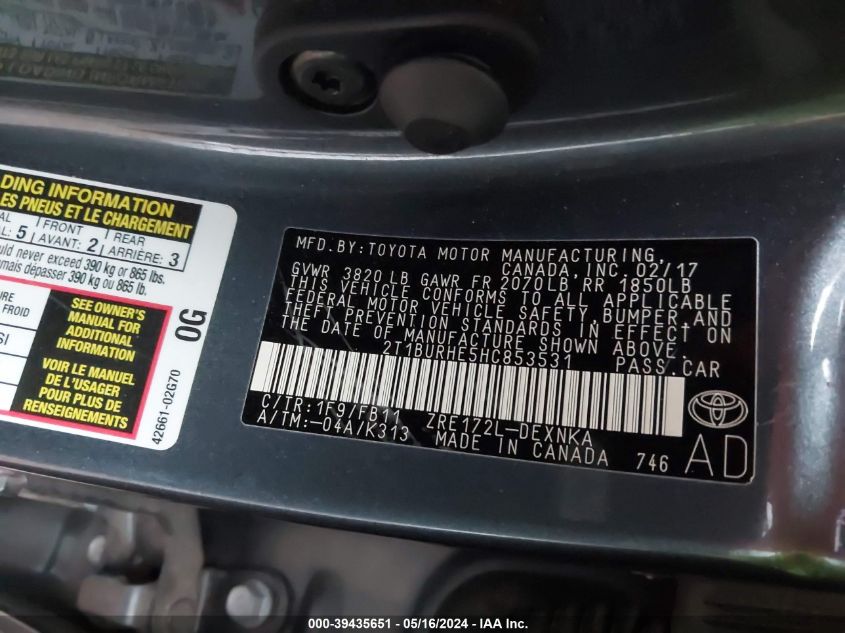 DING INFORMATION
LES PNEUS ET LE CHARGEMENT
AL
AL: 5
FRONT
AVANT: 2
REAR
ARRIÈRE: 3
ould never exceed 390 kg or 865 lbs.
jamais dépasser 390 kg ou 865 lb.
URE
FROID
SI
SEE OWNER'S
MANUAL FOR
ADDITIONAL
INFORMATION
VOIR LE MANUEL
DE L'USAGER
POUR PLUS DE
RENSEIGNEMENTS
0G
42661-02G70
MFD.BY:TOYOTA MOTOR MANUFACTURING,
CANADA, INC. 02/17
GVWR 3820 LB GAWR FR 2070LB RR 1850LB
THIS VEHICLE CONFORMS TO ALL APPLICABLE
FEDERAL MOTOR VEHICLE SAFETY, BUMPER,AND
THEFT PREVENTION STANDARDS IN EFFECT ON
THE DATE OF MANUFACTURE SHOWN ABOVE.
2T1BURHE5HC853531 PASS.CAR
C/TR:1F9/FB11 ZRE172L-DEXNKA
A/TM:-04A/K313 MADE IN CANADA 746
AD
000-39435651 - 05/16/2024 - IAA Inc.